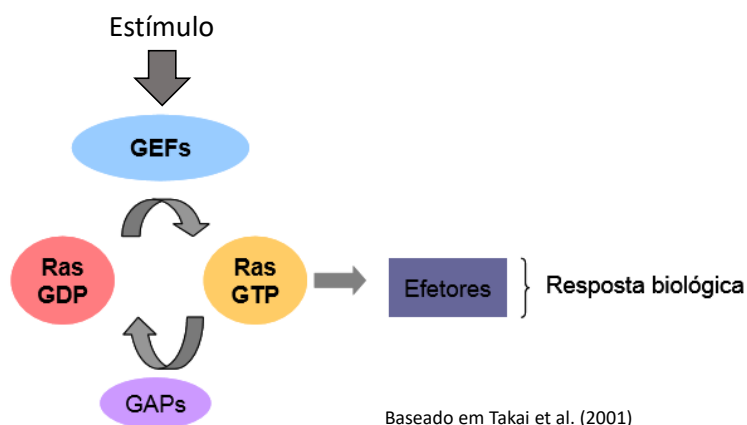 Estímulo
GEFs
Ras
GDP
Ras
GTP
Efetores
Resposta biológica
GAPs
Baseado em Takai et al. (2001)